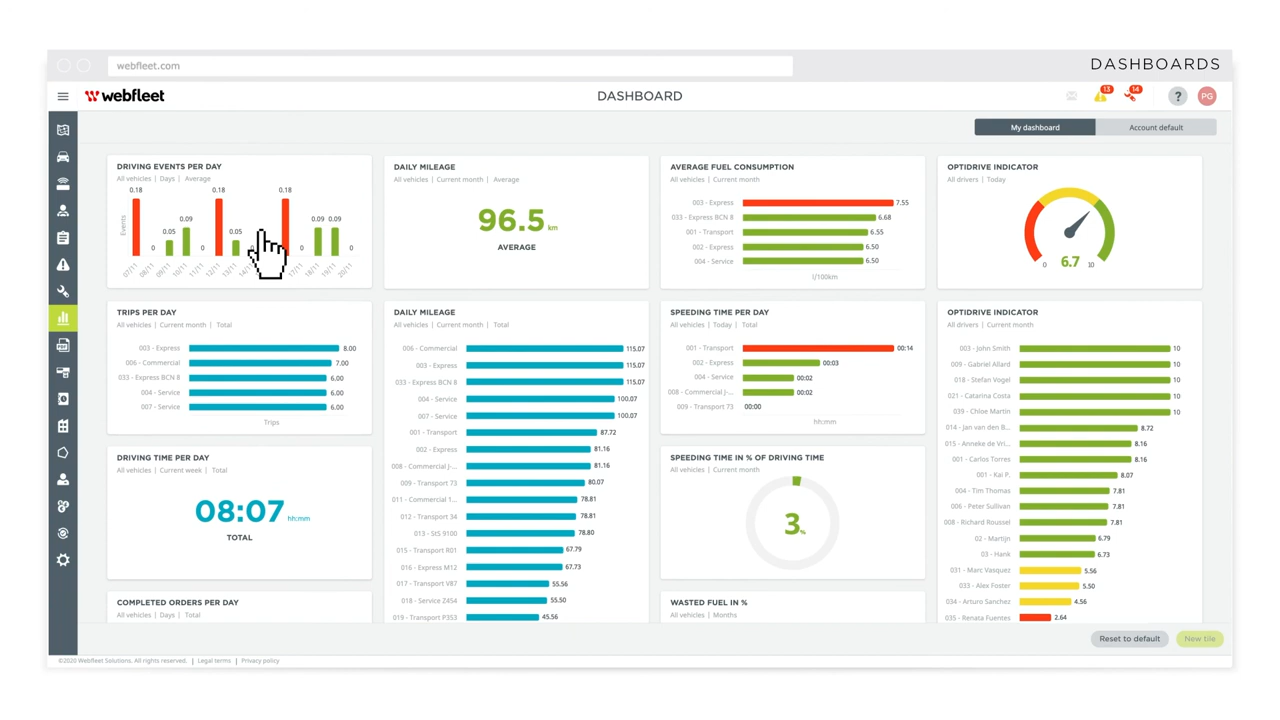 webfleet.com
DASHBOARDS
webfleet
DASHBOARD
13
14
?
PG
My dashboard
Account default
DRIVING EVENTS PER DAY
All vehicles | Days | Average
0.18
0.18
0.18
0.09
0.09 0.09
0.05
0.05
0
0
0
0
Events
07/11
08/11
09/11
10/11
11/11
12/11
13/11
14/11
17/11
18/11
19/11
20/11
DAILY MILEAGE
All vehicles | Current month | Average
96.5 km
AVERAGE
AVERAGE FUEL CONSUMPTION
All vehicles | Current month
003 - Express 7.55
033 - Express BCN 8 6.68
001 - Transport 6.55
002 - Express 6.50
004 - Service 6.50
l/100km
OPTIDRIVE INDICATOR
All drivers | Today
0 6.7 10
TRIPS PER DAY
All vehicles | Current month | Total
003 - Express 8.00
006 - Commercial 7.00
033 - Express BCN 8 6.00
004 - Service 6.00
007 - Service 6.00
Trips
DAILY MILEAGE
All vehicles | Current month | Total
006 - Commercial 115.07
003 - Express 115.07
033 - Express BCN 8 115.07
004 - Service 100.07
007 - Service 100.07
001 - Transport 87.72
002 - Express 81.16
008 - Commercial J-... 81.16
009 - Transport 73 80.07
011 - Commercial 1... 78.81
012 - Transport 34 78.81
013 - StS 9100 78.80
015 - Transport R01 67.79
016 - Express M12 67.73
017 - Transport V87 55.56
018 - Service Z454 55.50
019 - Transport P353 45.56
SPEEDING TIME PER DAY
All vehicles | Today | Total
001 - Transport 00:14
002 - Express 00:03
004 - Service 00:02
008 - Commercial J-... 00:02
009 - Transport 73 00:00
hh:mm
OPTIDRIVE INDICATOR
All drivers | Current month
003 - John Smith 10
009 - Gabriel Allard 10
018 - Stefan Vogel 10
021 - Catarina Costa 10
039 - Chloe Martin 10
014 - Jan van den B... 8.72
015 - Anneke de Vri... 8.16
001 - Carlos Torres 8.16
001 - Kai P. 8.07
004 - Tim Thomas 7.81
006 - Peter Sullivan 7.81
008 - Richard Roussel 7.81
02 - Martijn 6.79
03 - Hank 6.73
031 - Marc Vasquez 5.56
033 - Alex Foster 5.50
034 - Arturo Sanchez 4.56
035 - Renata Fuentes 2.64
DRIVING TIME PER DAY
All vehicles | Current week | Total
08:07 hh:mm
TOTAL
SPEEDING TIME IN % OF DRIVING TIME
All vehicles | Current month
3%
COMPLETED ORDERS PER DAY
All vehicles | Days | Total
WASTED FUEL IN %
All vehicles | Months
Reset to default
New tile
©2020 Webfleet Solutions. All rights reserved. | Legal terms | Privacy policy